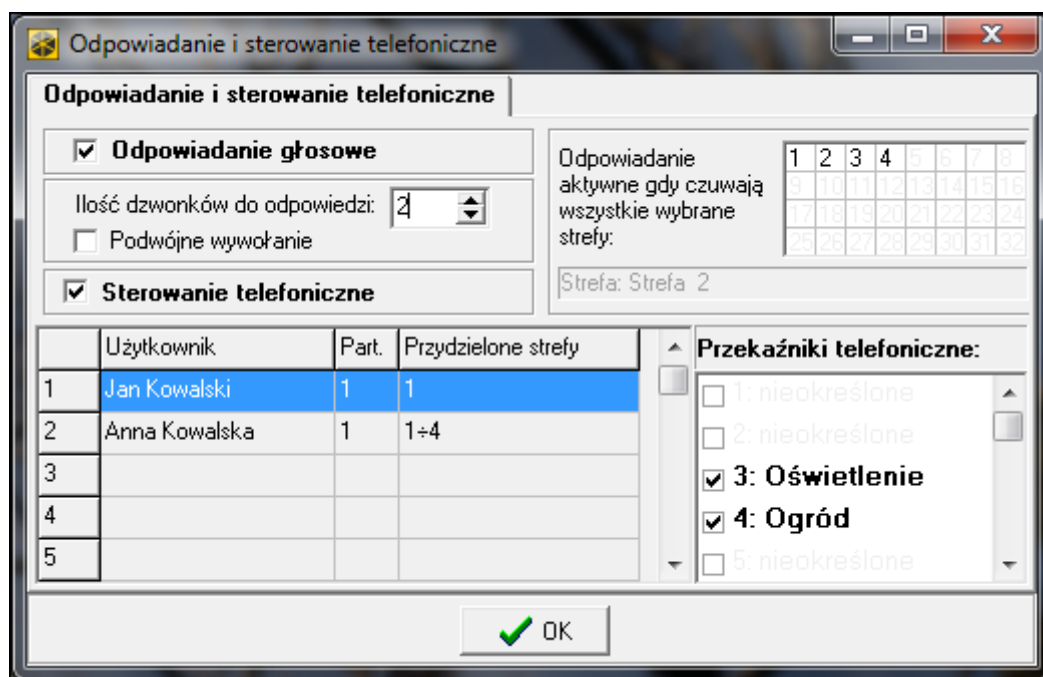 Odpowiadanie i sterowanie telefoniczne
Odpowiadanie i sterowanie telefoniczne
Odpowiadanie głosowe
Ilość dzwonków do odpowiedzi: 2
Podwójne wywołanie
Sterowanie telefoniczne
Odpowiadanie
aktywne gdy czuwają
wszystkie wybrane
strefy:
1 2 3 4 5 6 7 8
9 10 11 12 13 14 15 16
17 18 19 20 21 22 23 24
25 26 27 28 29 30 31 32
Strefa: Strefa 2
Użytkownik Part. Przydzielone strefy
1 Jan Kowalski 1 1
2 Anna Kowalska 1 1÷4
3
4
5
Przekaźniki telefoniczne:
1: nieokreślone
2: nieokreślone
3: Oświetlenie
4: Ogród
5: nieokreślone
OK